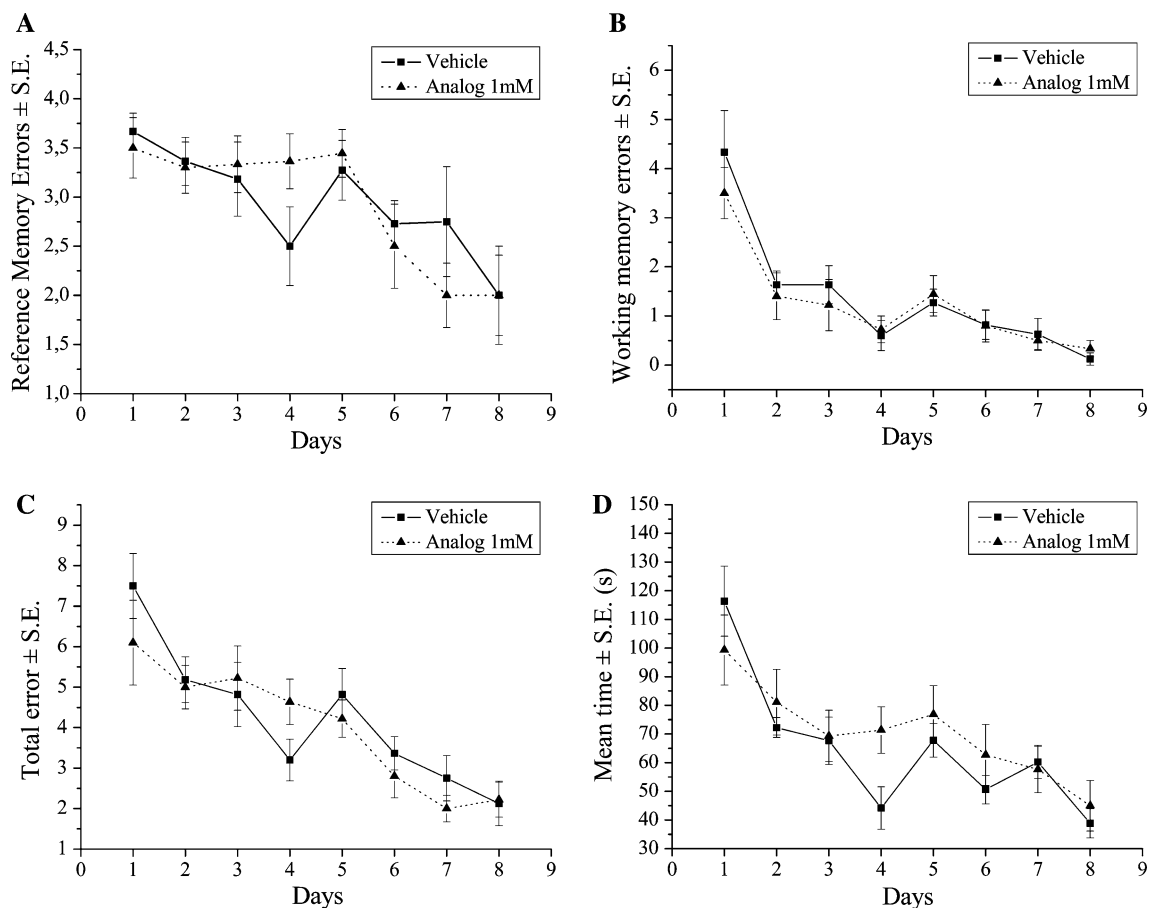 A
Reference Memory Errors ± S.E.
4,5
4,0
3,5
3,0
2,5
2,0
1,5
1,0
Vehicle
Analog 1mM
0 1 2 3 4 5 6 7 8 9
Days
B
Working memory errors ± S.E.
6
5
4
3
2
1
0
Vehicle
Analog 1mM
0 1 2 3 4 5 6 7 8 9
Days
C
Total error ± S.E.
9
8
7
6
5
4
3
2
1
Vehicle
Analog 1mM
0 1 2 3 4 5 6 7 8 9
Days
D
Mean time ± S.E. (s)
150
140
130
120
110
100
90
80
70
60
50
40
30
Vehicle
Analog 1mM
0 1 2 3 4 5 6 7 8 9
Days